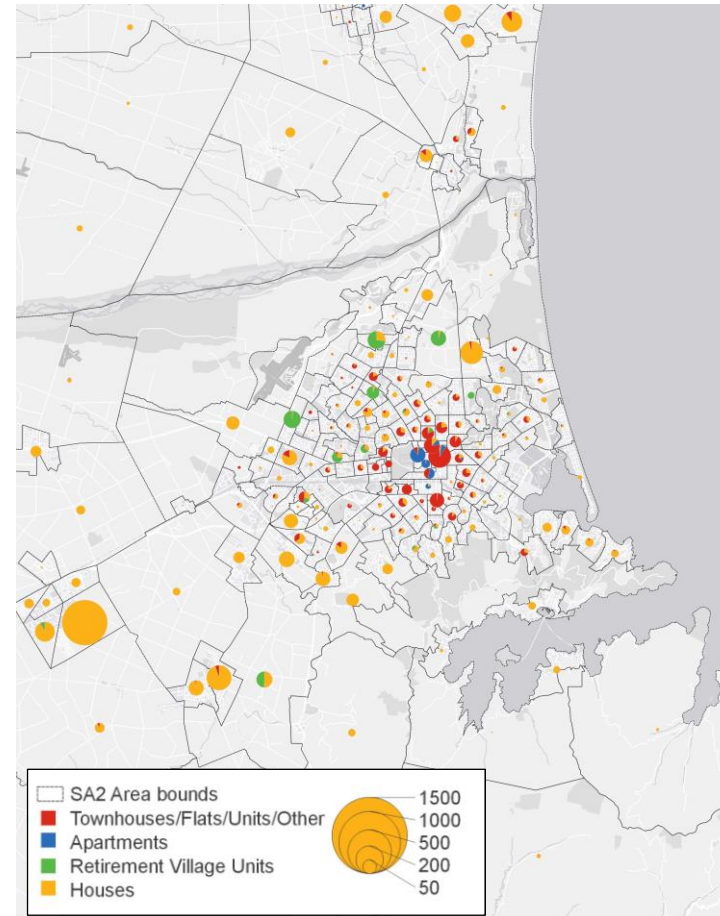 SA2 Area bounds
Townhouses/Flats/Units/Other
Apartments
Retirement Village Units
Houses
1500
1000
500
200
50